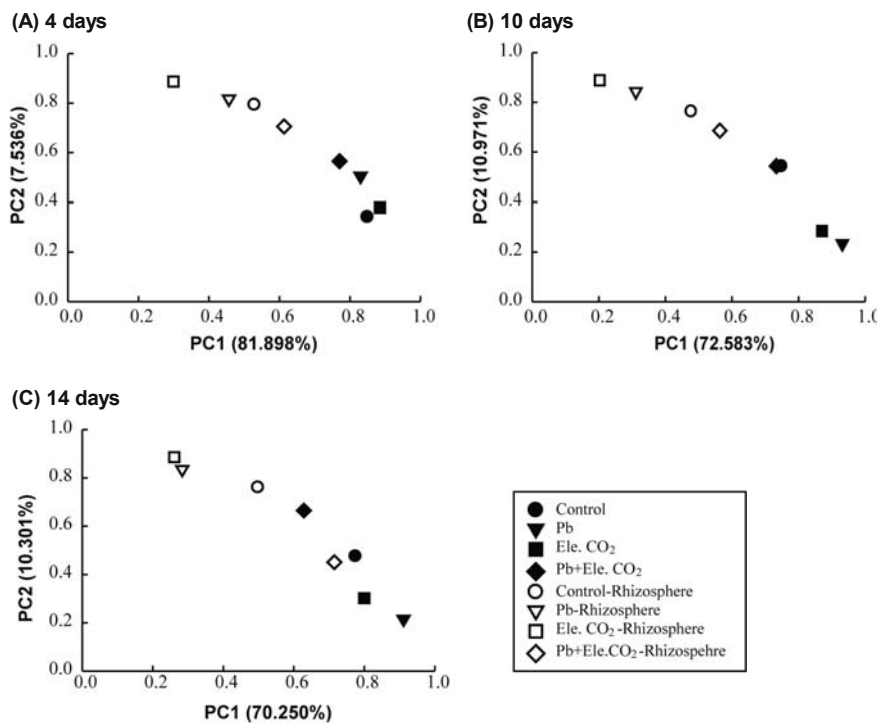 (A) 4 days
1.0
0.8
0.6
0.4
0.2
0.0
PC2 (7.536%)
0.0 0.2 0.4 0.6 0.8 1.0
PC1 (81.898%)
(B) 10 days
1.0
0.8
0.6
0.4
0.2
0.0
PC2 (10.971%)
0.0 0.2 0.4 0.6 0.8 1.0
PC1 (72.583%)
(C) 14 days
1.0
0.8
0.6
0.4
0.2
0.0
PC2 (10.301%)
0.0 0.2 0.4 0.6 0.8 1.0
PC1 (70.250%)
Control
Pb
Ele. CO₂
Pb+Ele. CO₂
Control-Rhizosphere
Pb-Rhizosphere
Ele. CO₂-Rhizosphere
Pb+Ele.CO₂-Rhizospehre